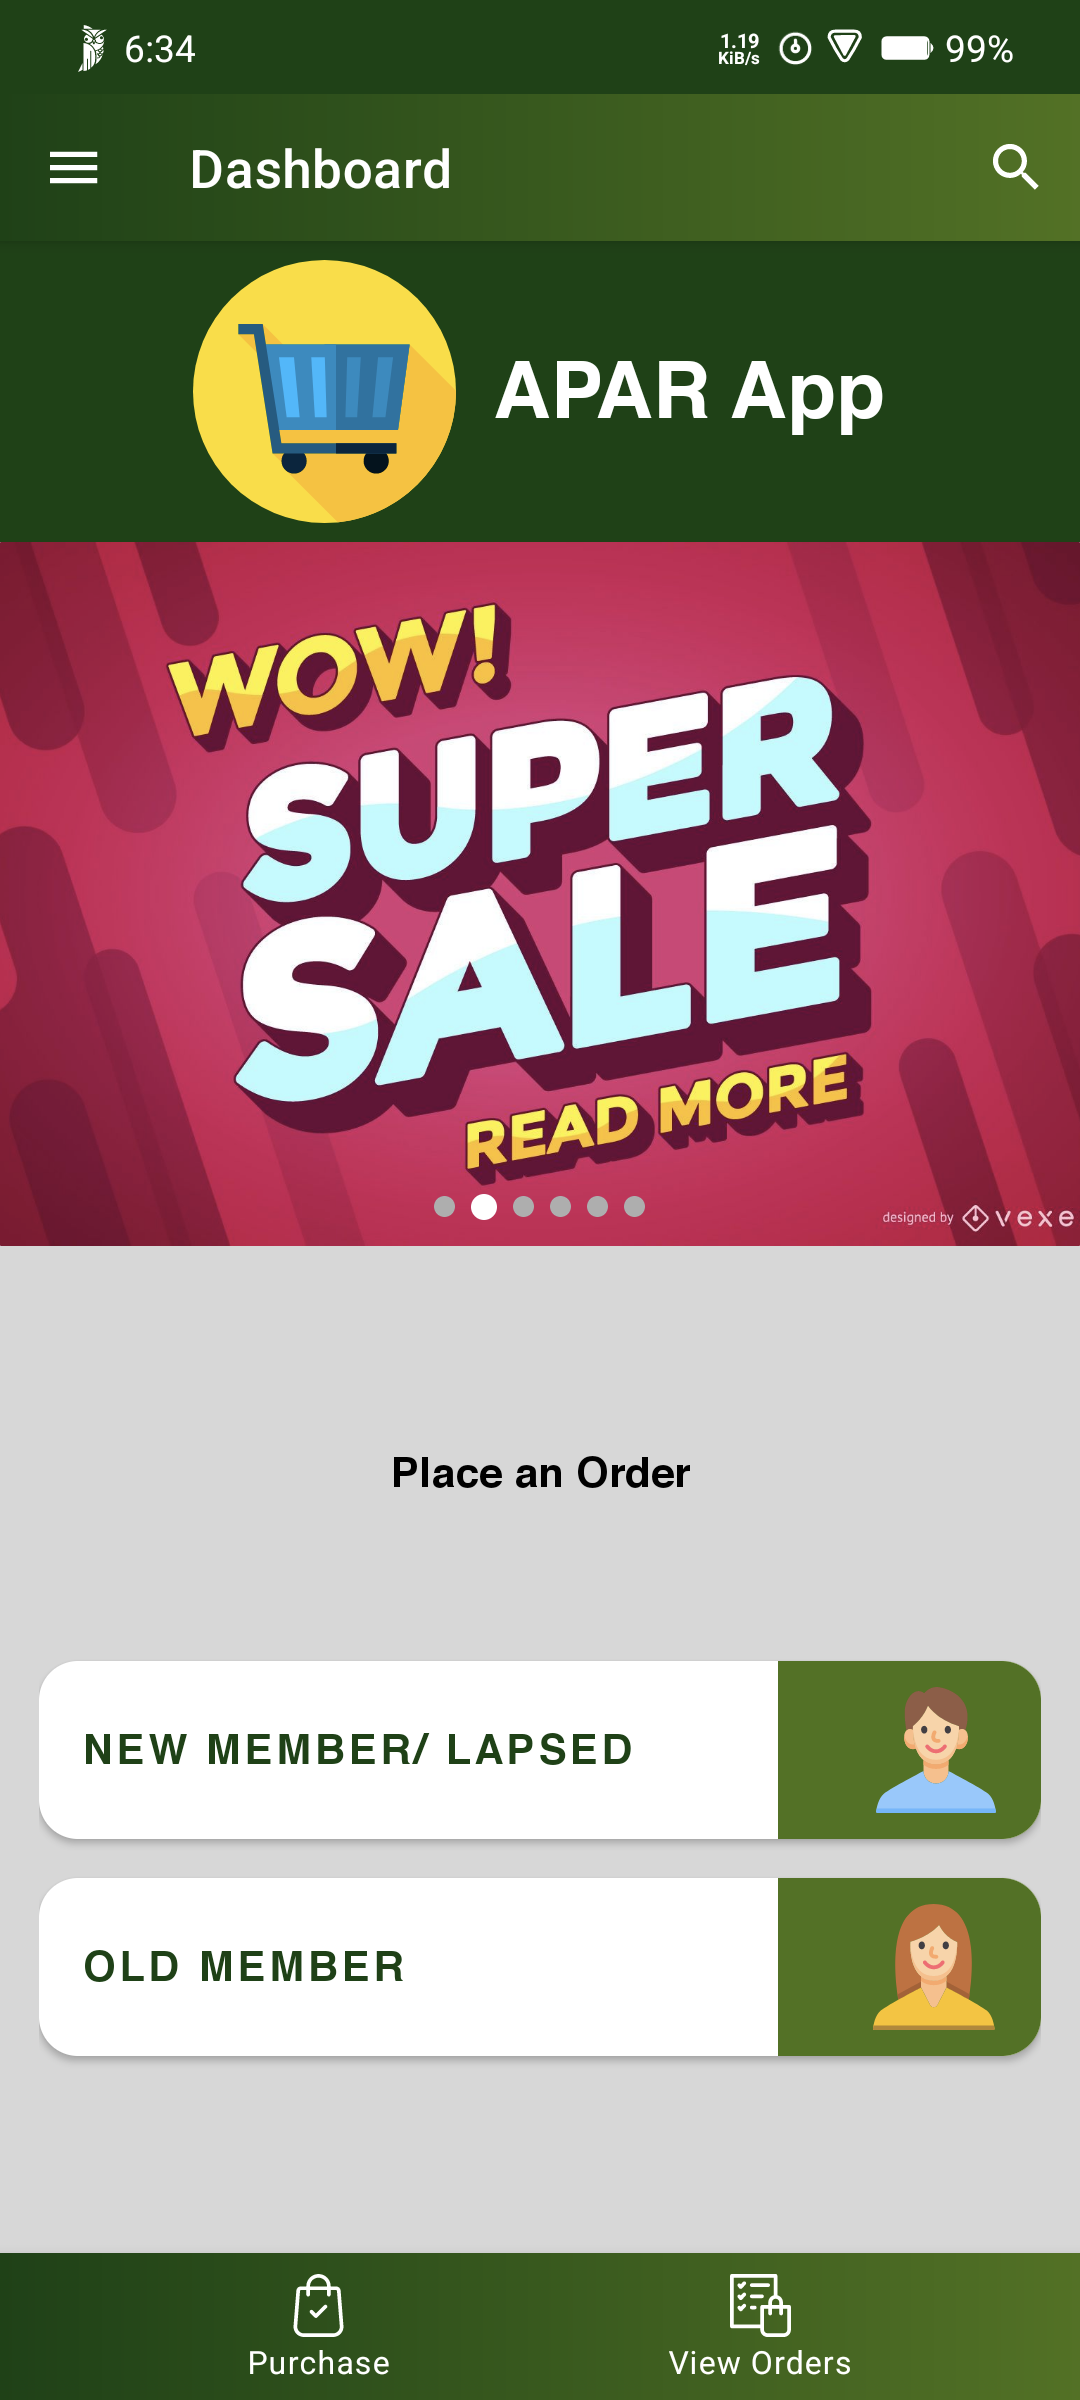 6:34
1.19
KiB/s
99%
Dashboard
APAR App
WOW!
SUPER
SALE
READ MORE
designed by vexe
Place an Order
NEW MEMBER/ LAPSED
OLD MEMBER
Purchase
View Orders